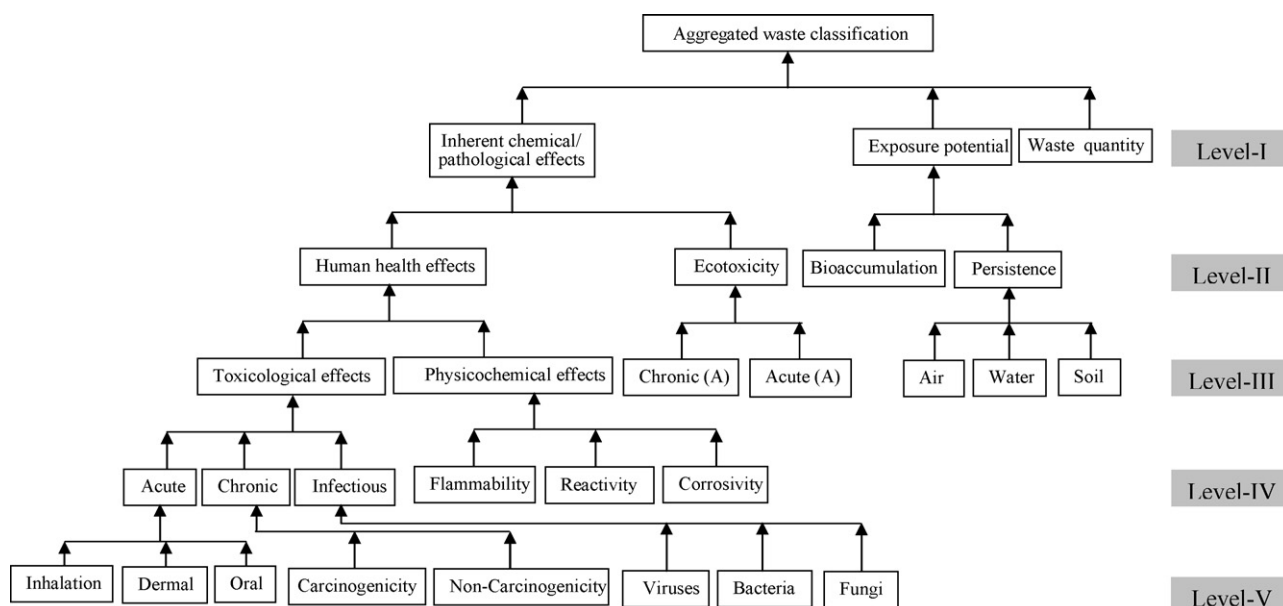 Aggregated waste classification
Inherent chemical/
pathological effects
Exposure potential
Waste quantity
Level-I
Human health effects
Ecotoxicity
Bioaccumulation
Persistence
Level-II
Toxicological effects
Physicochemical effects
Chronic (A)
Acute (A)
Air
Water
Soil
Level-III
Acute
Chronic
Infectious
Flammability
Reactivity
Corrosivity
Level-IV
Inhalation
Dermal
Oral
Carcinogenicity
Non-Carcinogenicity
Viruses
Bacteria
Fungi
Level-V